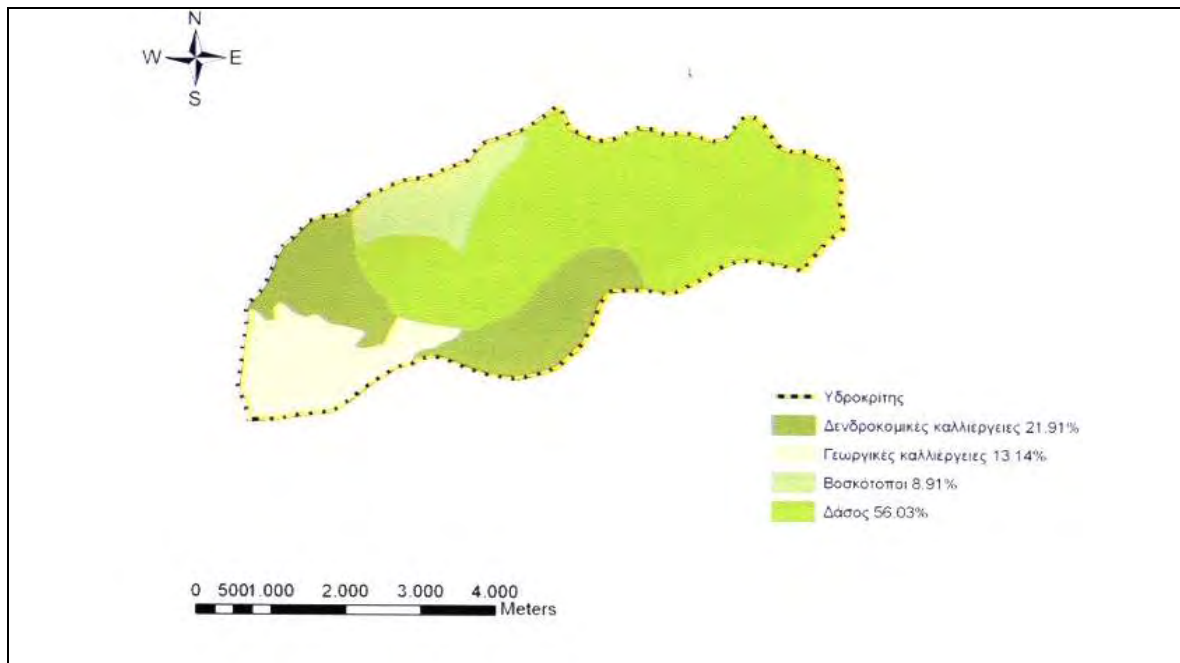 N
W E
S
Υδροκρίτης
Δενδροκομικές καλλιέργειες 21.91%
Γεωργικές καλλιέργειες 13.14%
Βοσκότοποι 8.91%
Δάσος 56.03%
0 5001.000 2.000 3.000 4.000
Meters